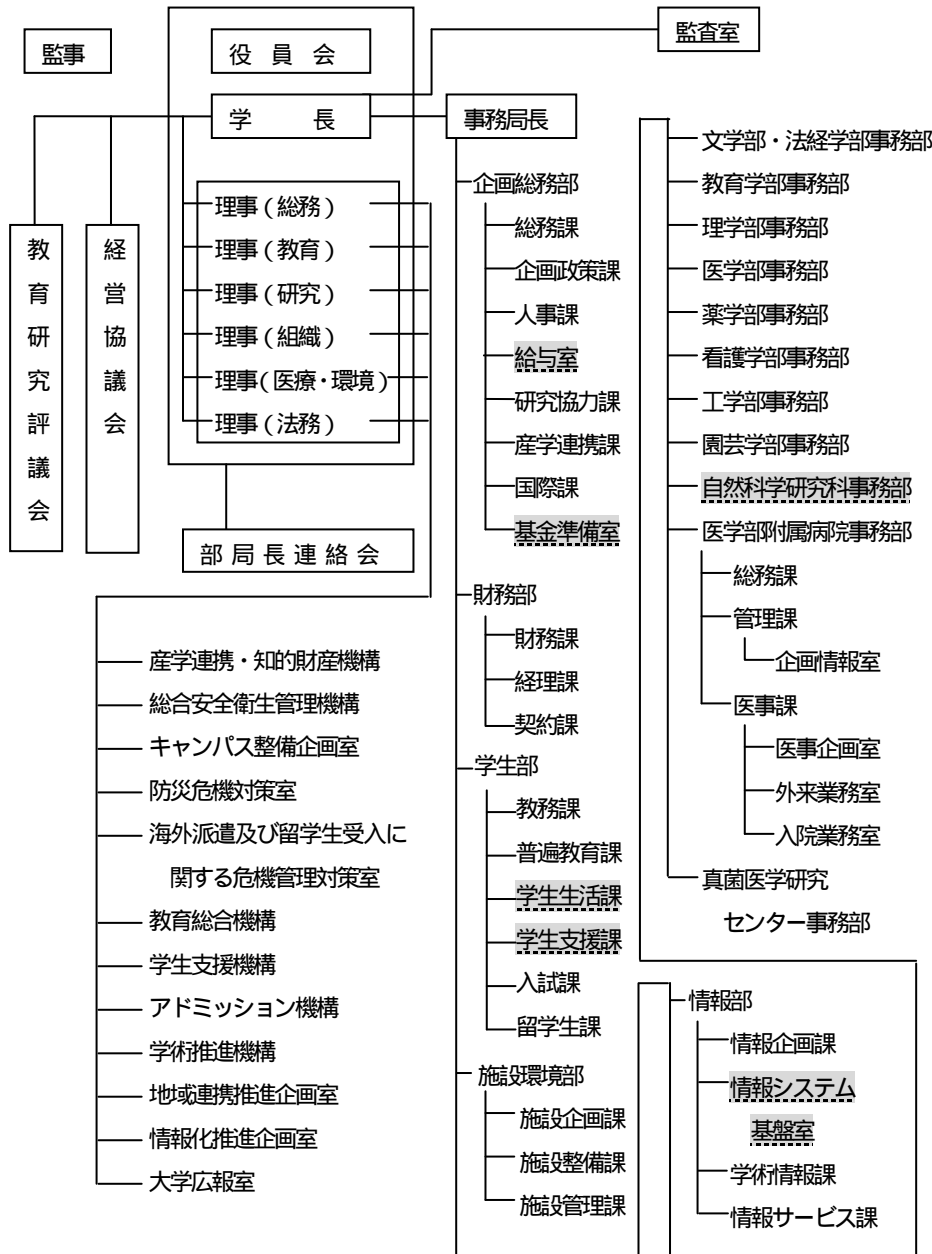 監事
役員会
監査室
学長
事務局長
教育研究評議会
経営協議会
理事(総務)
理事(教育)
理事(研究)
理事(組織)
理事(医療・環境)
理事(法務)
部局長連絡会
産学連携・知的財産機構
総合安全衛生管理機構
キャンパス整備企画室
防災危機対策室
海外派遣及び留学生受入に
関する危機管理対策室
教育総合機構
学生支援機構
アドミッション機構
学術推進機構
地域連携推進企画室
情報化推進企画室
大学広報室
企画総務部
総務課
企画政策課
人事課
給与室
研究協力課
産学連携課
国際課
基金準備室
財務部
財務課
経理課
契約課
学生部
教務課
普遍教育課
学生生活課
学生支援課
入試課
留学生課
施設環境部
施設企画課
施設整備課
施設管理課
文学部・法経学部事務部
教育学部事務部
理学部事務部
医学部事務部
薬学部事務部
看護学部事務部
工学部事務部
園芸学部事務部
自然科学研究科事務部
医学部附属病院事務部
総務課
管理課
企画情報室
医事課
医事企画室
外来業務室
入院業務室
真菌医学研究
センター事務部
情報部
情報企画課
情報システム
基盤室
学術情報課
情報サービス課